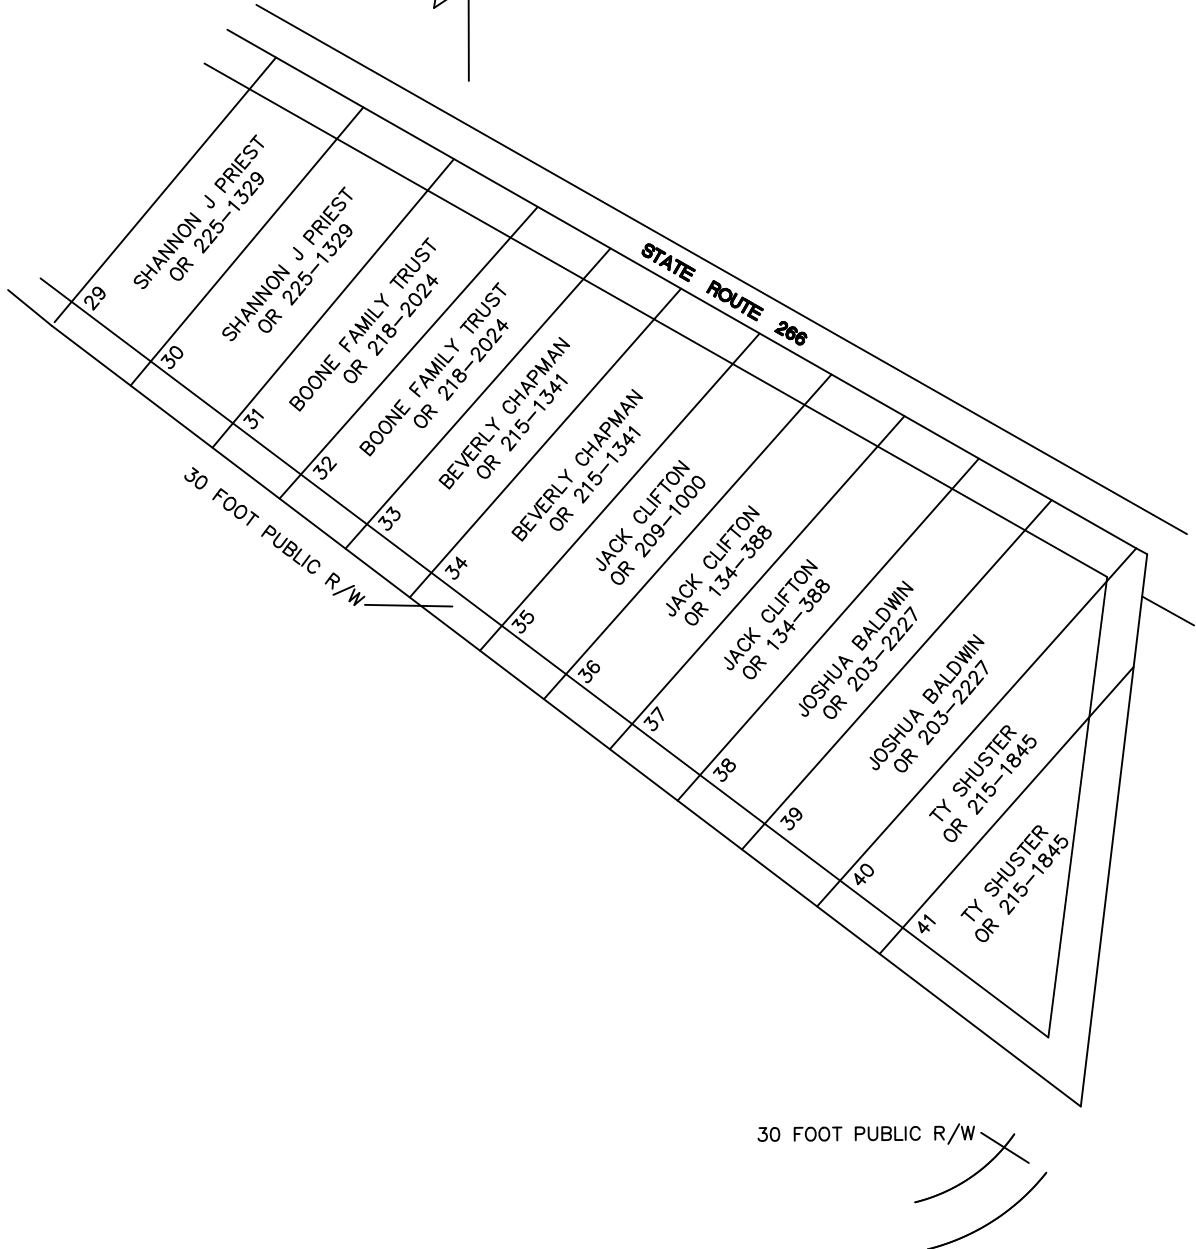 STATE ROUTE 266
SHANNON J PRIEST
OR 225-1329
29
SHANNON J PRIEST
OR 225-1329
30
BOONE FAMILY TRUST
OR 218-2024
31
BOONE FAMILY TRUST
OR 218-2024
32
BEVERLY CHAPMAN
OR 215-1341
33
BEVERLY CHAPMAN
OR 215-1341
34
JACK CLIFTON
OR 209-1000
35
JACK CLIFTON
OR 134-388
36
JACK CLIFTON
OR 134-388
37
JOSHUA BALDWIN
OR 203-2227
38
JOSHUA BALDWIN
OR 203-2227
39
TY SHUSTER
OR 215-1845
40
TY SHUSTER
OR 215-1845
41
30 FOOT PUBLIC R/W
30 FOOT PUBLIC R/W